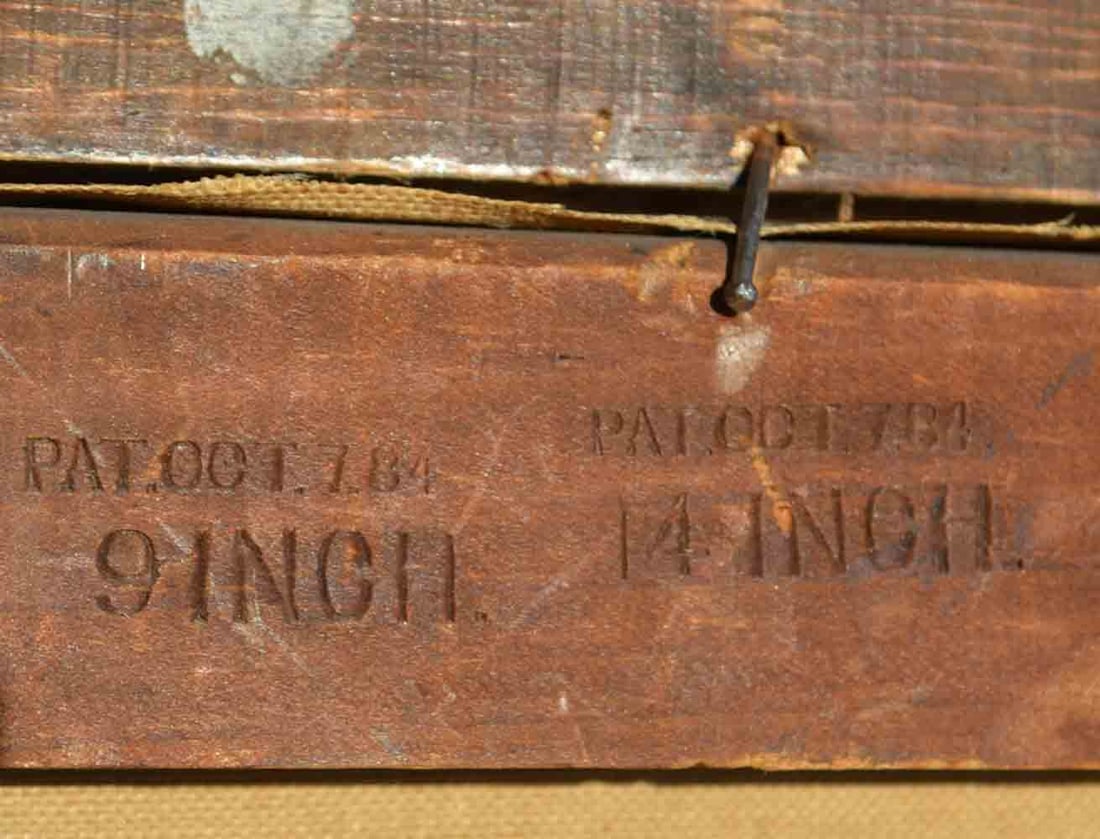 PAT. OCT. 7. 84
9 INCH.
PAT. OCT. 7. 84.
14 INCH.